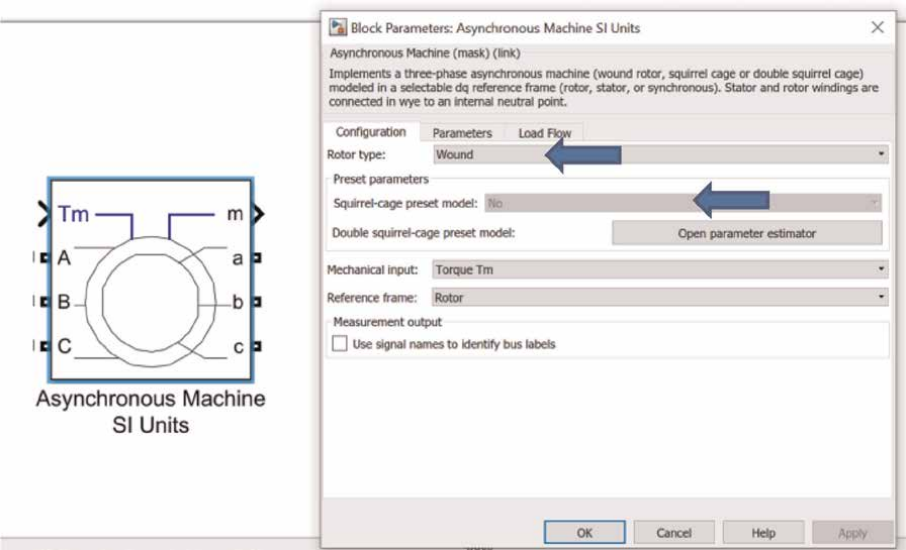 Block Parameters: Asynchronous Machine SI Units
Asynchronous Machine (mask) (link)
Implements a three-phase asynchronous machine (wound rotor, squirrel cage or double squirrel cage)
modeled in a selectable dq reference frame (rotor, stator, or synchronous). Stator and rotor windings are
connected in wye to an internal neutral point.
Configuration Parameters Load Flow
Rotor type: Wound
Preset parameters
Squirrel-cage preset model: No
Double squirrel-cage preset model: Open parameter estimator
Mechanical input: Torque Tm
Reference frame: Rotor
Measurement output
Use signal names to identify bus labels
OK Cancel Help Apply
Tm m
A a
B b
C c
Asynchronous Machine
SI Units